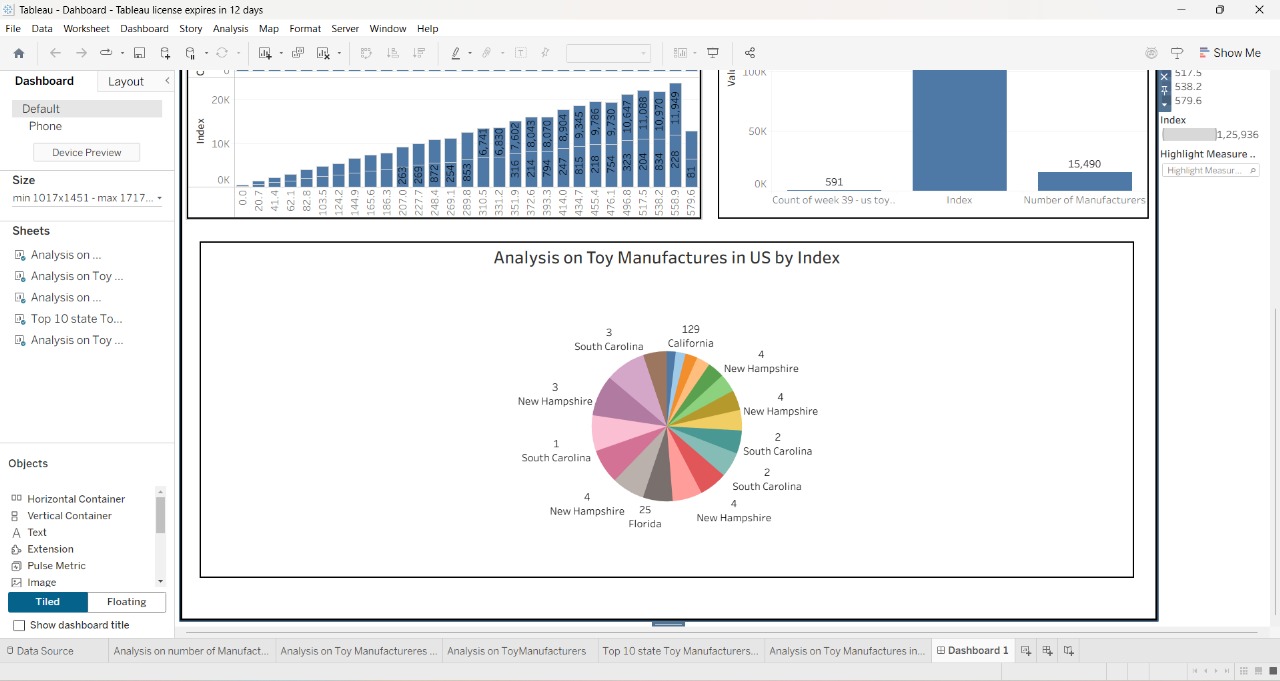 Tableau - Dahboard - Tableau license expires in 12 days
File Data Worksheet Dashboard Story Analysis Map Format Server Window Help
Show Me
Dashboard Layout
Default
Phone
Device Preview
Size
min 1017x1451 - max 1717...
Sheets
Analysis on ...
Analysis on Toy ...
Analysis on ...
Top 10 state To...
Analysis on Toy ...
Objects
Horizontal Container
Vertical Container
Text
Extension
Pulse Metric
Image
Tiled Floating
Show dashboard title
0
20K
10K
0K
Index
263 269 872 254 853 6,741 6,830 316 7,602 214 8,043 794 8,070 247 8,904 815 9,345 218 9,786 754 9,730 323 10,647 204 11,088 834 10,970 228 11,949 81
0.0 20.7 41.4 62.1 82.8 103.5 124.2 144.9 165.6 186.3 207.0 227.7 248.4 269.1 289.8 310.5 331.2 351.9 372.6 393.3 414.0 434.7 455.4 476.1 496.8 517.5 538.2 558.9 579.6
100K
50K
0K
591
15,490
Count of week 39 - us toy..
Index
Number of Manufacturers
517.5
538.2
579.6
Index
1,25,936
Highlight Measure ..
Highlight Measur...
Analysis on Toy Manufactures in US by Index
129
California
4
New Hampshire
4
New Hampshire
2
South Carolina
2
South Carolina
4
New Hampshire
25
Florida
4
New Hampshire
1
South Carolina
3
New Hampshire
3
South Carolina
Data Source
Analysis on number of Manufact...
Analysis on Toy Manufactureres ...
Analysis on ToyManufacturers
Top 10 state Toy Manufacturers...
Analysis on Toy Manufactures in...
Dashboard 1